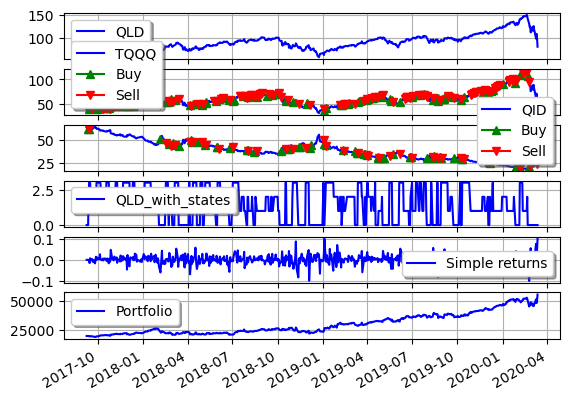 150
100
QLD
TQQQ
Buy
Sell
100
50
QID
Buy
Sell
50
25
2.5
0.0
QLD_with_states
0.1
0.0
−0.1
Simple returns
50000
25000
Portfolio
2017-10
2018-01
2018-04
2018-07
2018-10
2019-01
2019-04
2019-07
2019-10
2020-01
2020-04